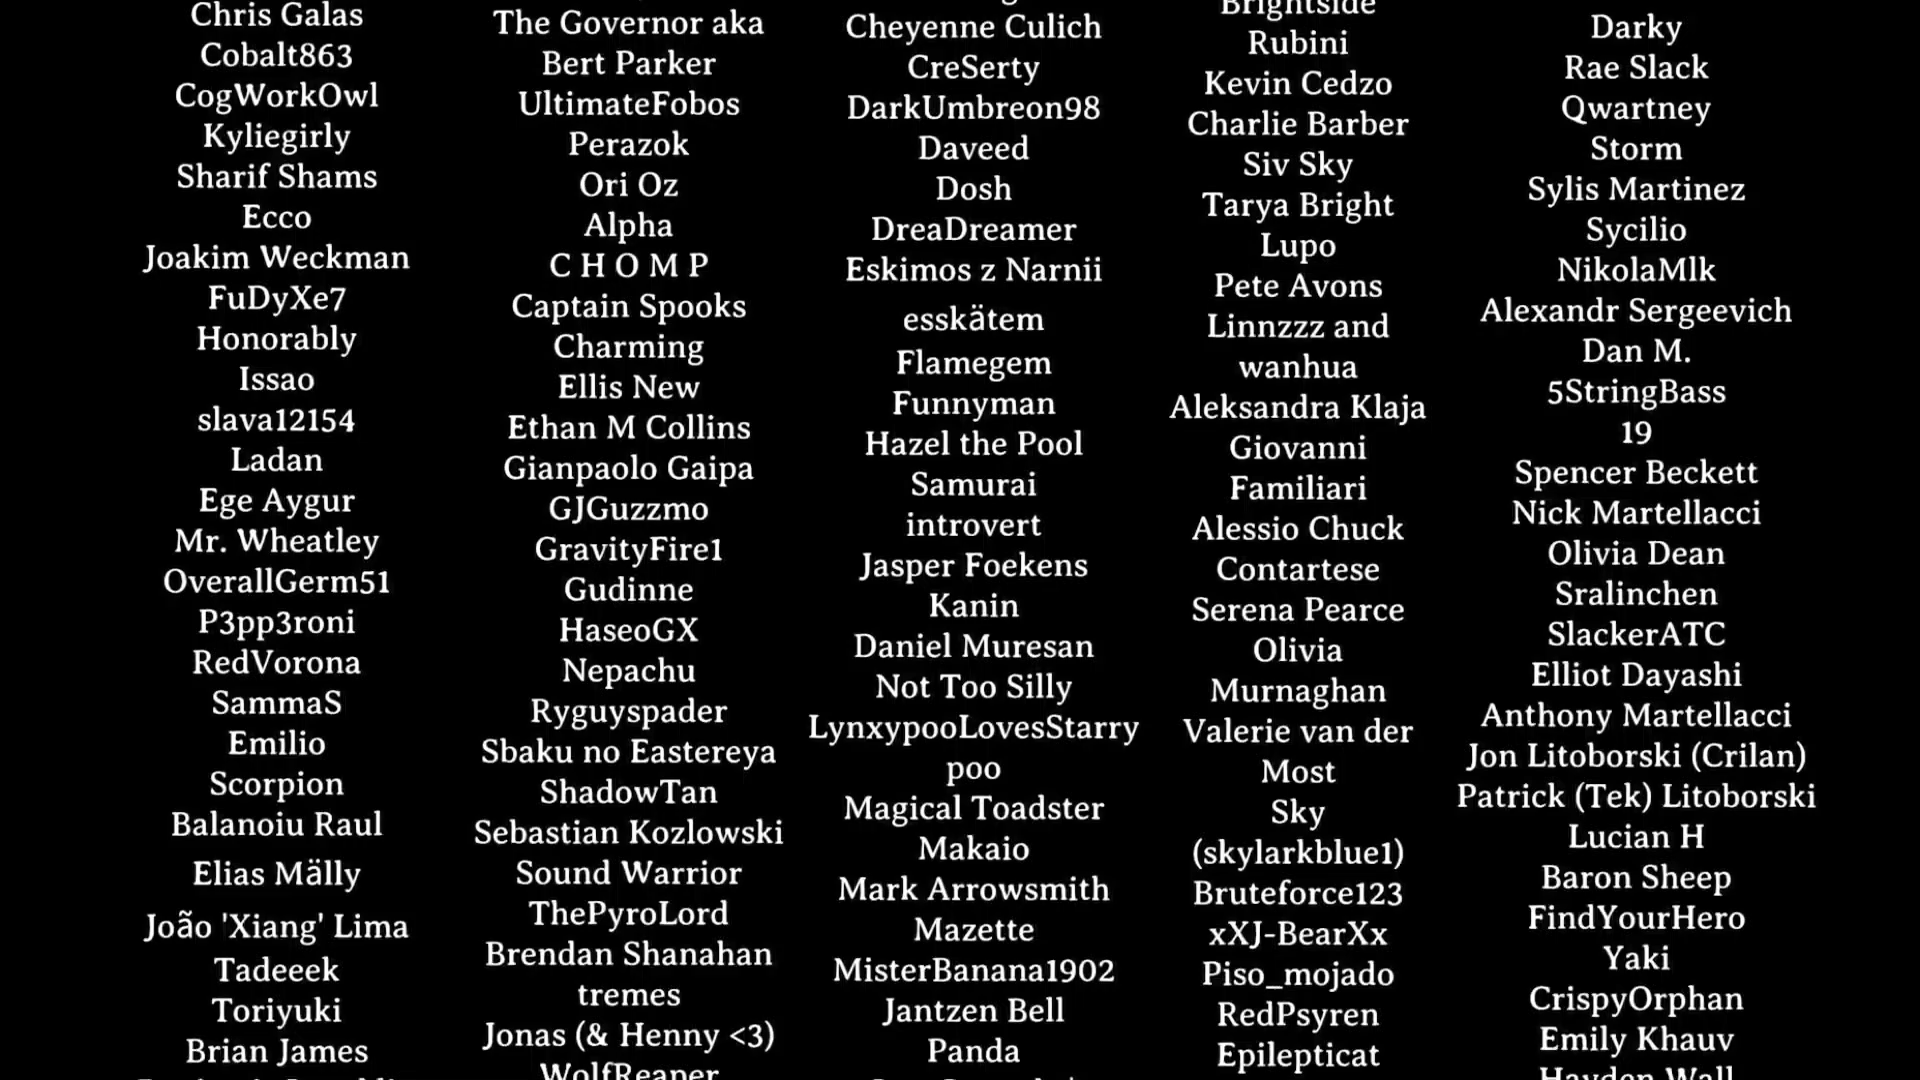 Chris Galas
Cobalt863
CogWorkOwl
Kyliegirly
Sharif Shams
Ecco
Joakim Weckman
FuDyXe7
Honorably
Issao
slava12154
Ladan
Ege Aygur
Mr. Wheatley
OverallGerm51
P3pp3roni
RedVorona
SammaS
Emilio
Scorpion
Balanoiu Raul
Elias Mälly
João 'Xiang' Lima
Tadeeek
Toriyuki
Brian James
The Governor aka
Bert Parker
UltimateFobos
Perazok
Ori Oz
Alpha
C H O M P
Captain Spooks
Charming
Ellis New
Ethan M Collins
Gianpaolo Gaipa
GJGuzzmo
GravityFire1
Gudinne
HaseoGX
Nepachu
Ryguyspader
Sbaku no Eastereya
ShadowTan
Sebastian Kozlowski
Sound Warrior
ThePyroLord
Brendan Shanahan
tremes
Jonas (& Henny <3)
WolfReaper
Cheyenne Culich
CreSerty
DarkUmbreon98
Daveed
Dosh
DreaDreamer
Eskimos z Narnii
esskätem
Flamegem
Funnyman
Hazel the Pool
Samurai
introvert
Jasper Foekens
Kanin
Daniel Muresan
Not Too Silly
LynxypooLovesStarry
poo
Magical Toadster
Makaio
Mark Arrowsmith
Mazette
MisterBanana1902
Jantzen Bell
Panda
Brightside
Rubini
Kevin Cedzo
Charlie Barber
Siv Sky
Tarya Bright
Lupo
Pete Avons
Linnzzz and
wanhua
Aleksandra Klaja
Giovanni
Familiari
Alessio Chuck
Contartese
Serena Pearce
Olivia
Murnaghan
Valerie van der
Most
Sky
(skylarkblue1)
Bruteforce123
xXJ-BearXx
Piso_mojado
RedPsyren
Epilepticat
Darky
Rae Slack
Qwartney
Storm
Sylis Martinez
Sycilio
NikolaMlk
Alexandr Sergeevich
Dan M.
5StringBass
19
Spencer Beckett
Nick Martellacci
Olivia Dean
Sralinchen
SlackerATC
Elliot Dayashi
Anthony Martellacci
Jon Litoborski (Crilan)
Patrick (Tek) Litoborski
Lucian H
Baron Sheep
FindYourHero
Yaki
CrispyOrphan
Emily Khauv
Hayden Wall